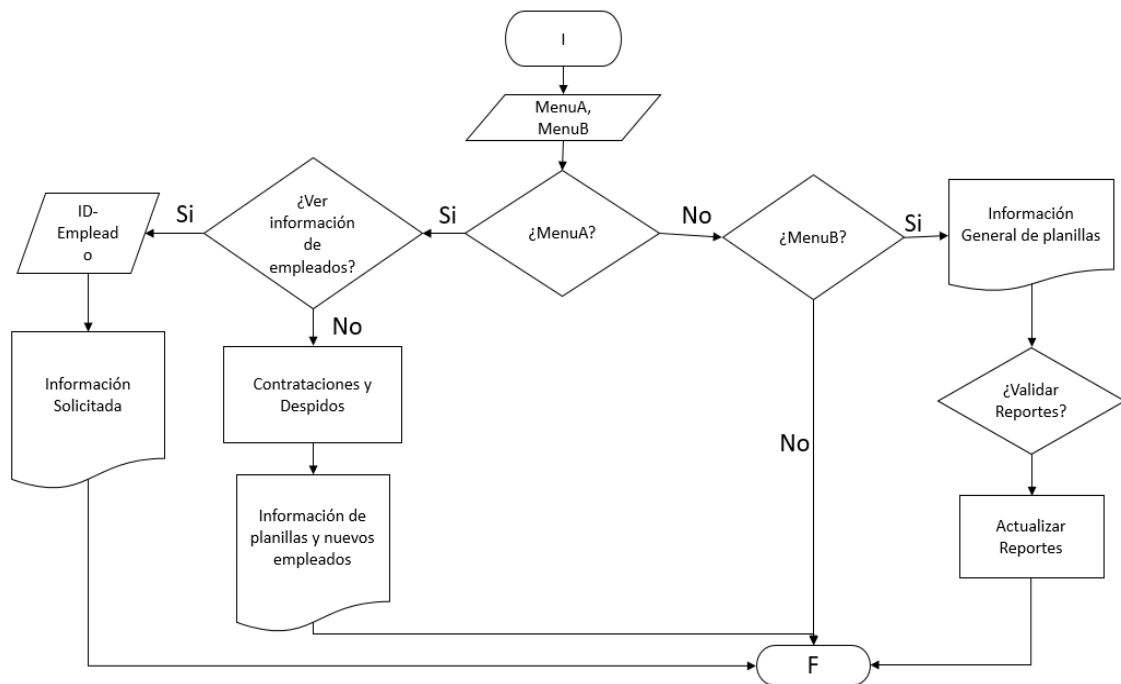 I
MenuA,
MenuB
¿MenuA?
Si
No
¿Ver
información
de
empleados?
Si
No
ID-
Emplead
o
Información
Solicitada
Contrataciones y
Despidos
Información de
planillas y nuevos
empleados
¿MenuB?
Si
No
Información
General de planillas
¿Validar
Reportes?
Actualizar
Reportes
F